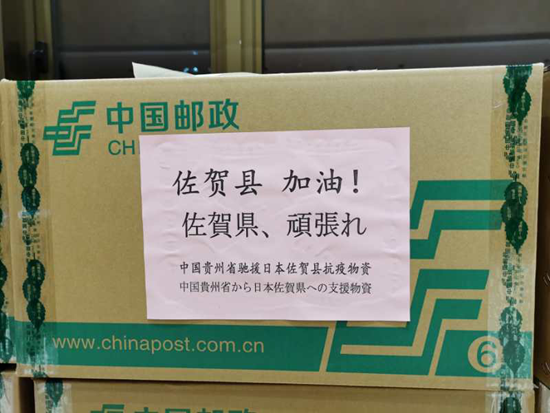 中国邮政
CH
佐贺县 加油！
佐賀県、頑張れ
中国贵州省驰援日本佐贺县抗疫物资
中国貴州省から日本佐賀県への支援物資
www.chinapost.com.cn
6